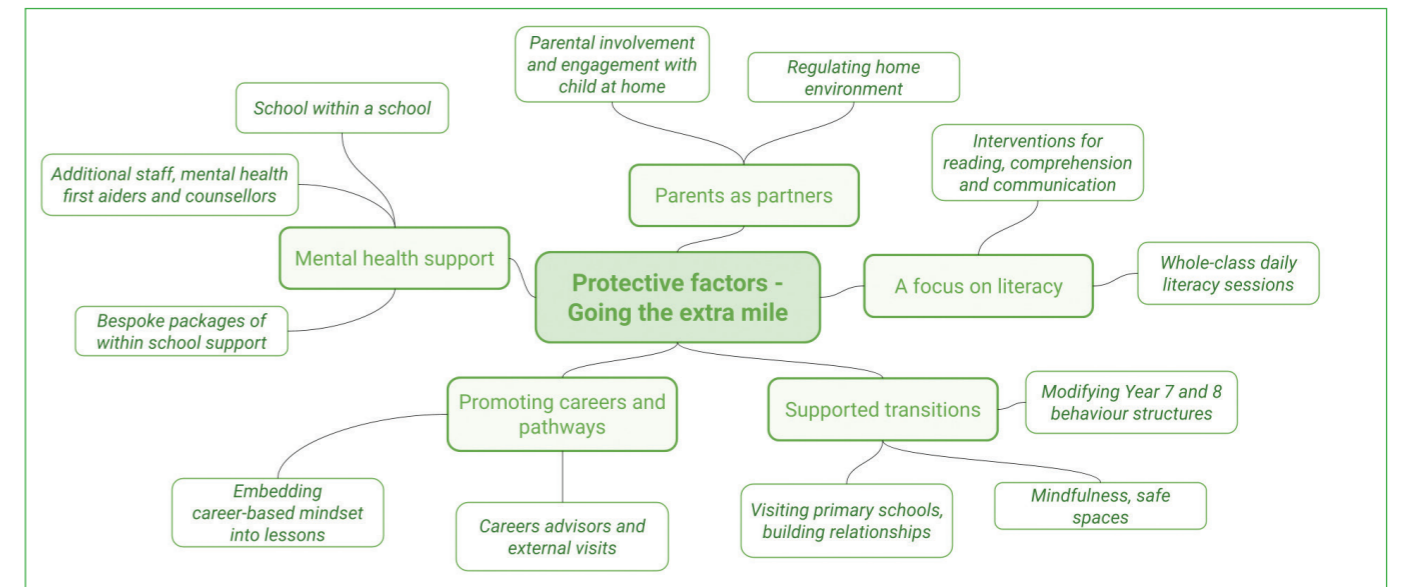 Parental involvement
and engagement with
child at home
Regulating home
environment
School within a school
Interventions for
reading, comprehension
and communication
Additional staff, mental health
first aiders and counsellors
Parents as partners
Mental health support
Whole-class daily
literacy sessions
Protective factors -
Going the extra mile
A focus on literacy
Bespoke packages of
within school support
Promoting careers and
pathways
Supported transitions
Modifying Year 7 and 8
behaviour structures
Embedding
career-based mindset
into lessons
Careers advisors and
external visits
Visiting primary schools,
building relationships
Mindfulness, safe
spaces